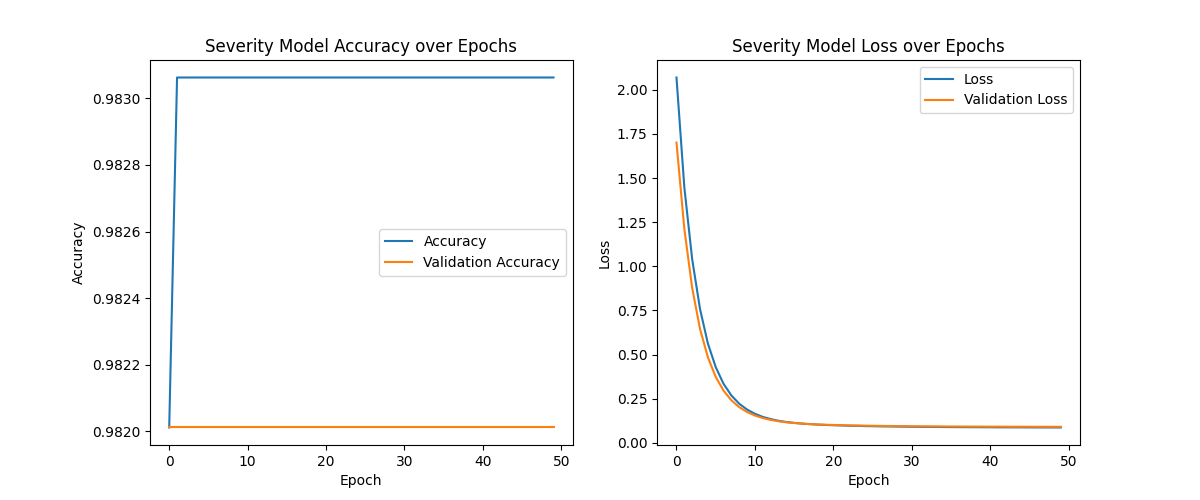 Severity Model Accuracy over Epochs
0.9830
0.9828
0.9826
0.9824
0.9822
0.9820
Accuracy
Accuracy
Validation Accuracy
0 10 20 30 40 50
Epoch
Severity Model Loss over Epochs
2.00
1.75
1.50
1.25
1.00
0.75
0.50
0.25
0.00
Loss
Loss
Validation Loss
0 10 20 30 40 50
Epoch